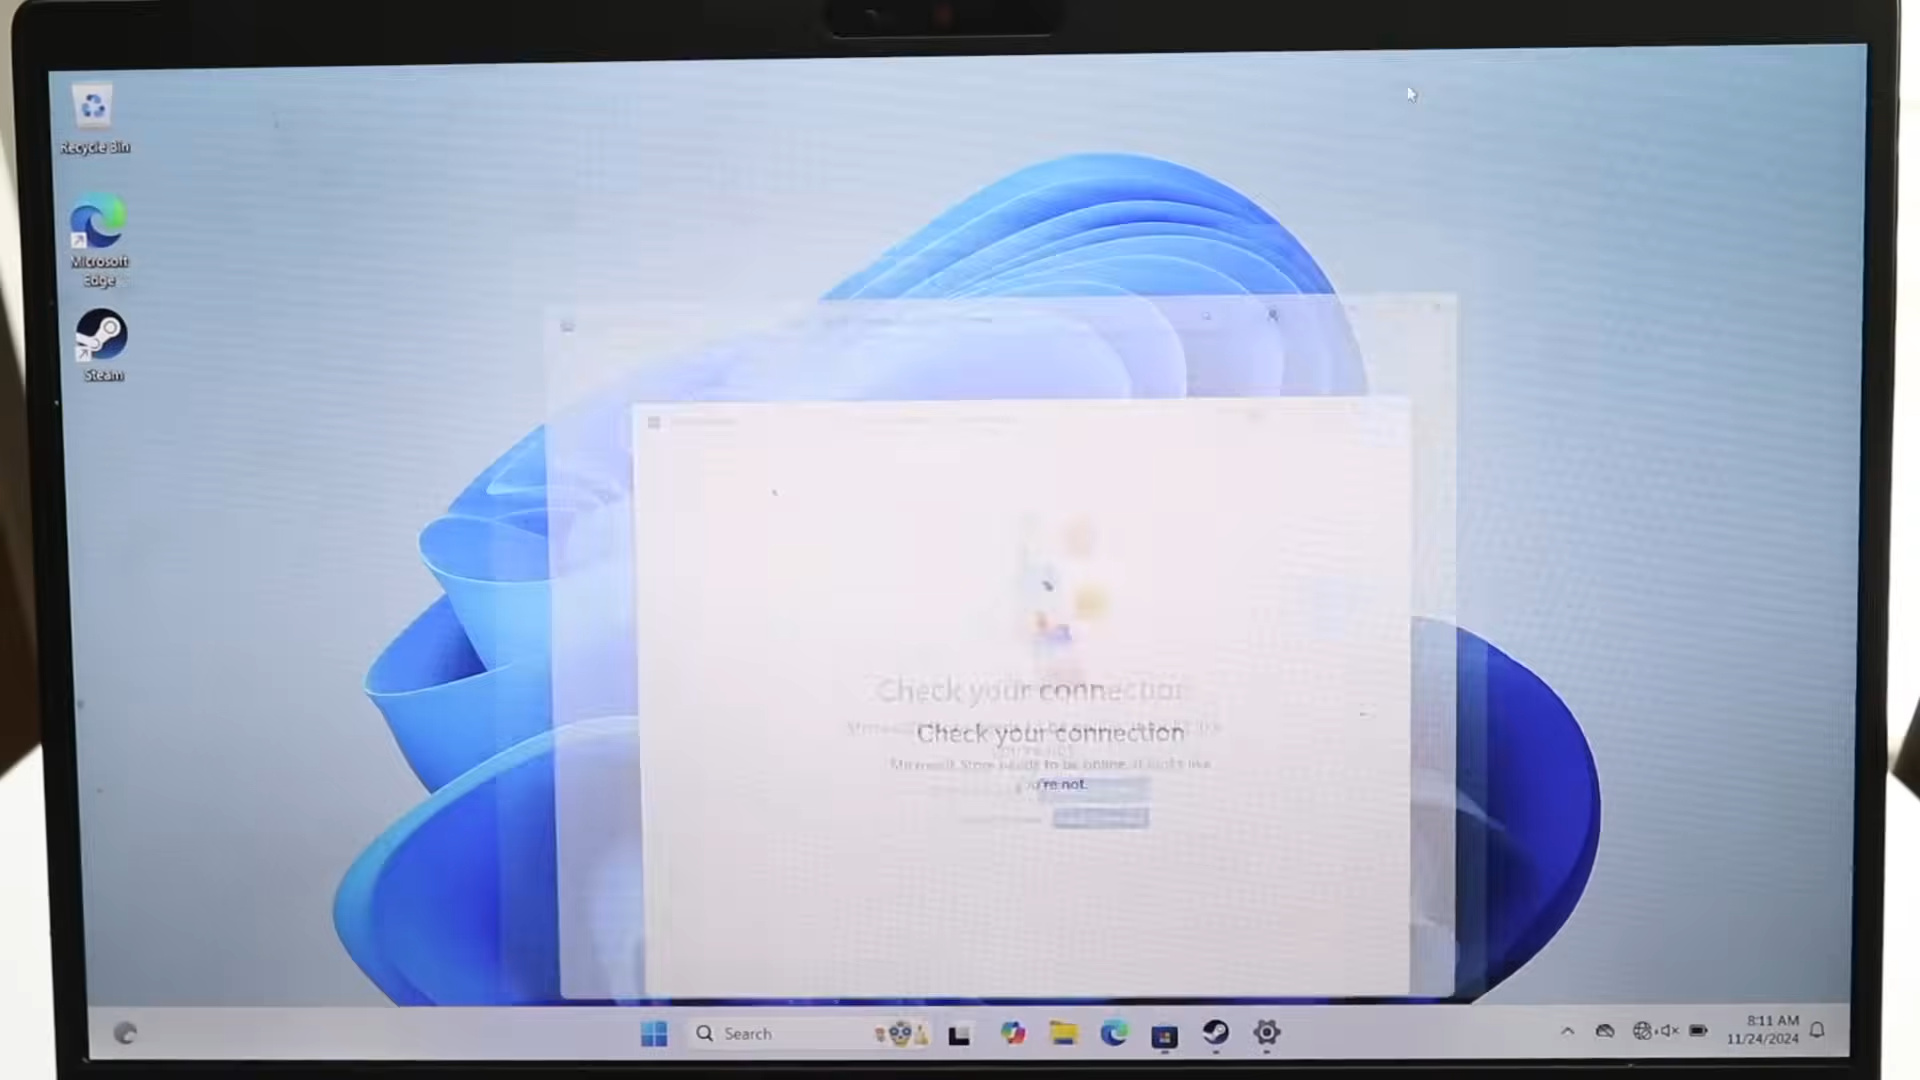 Recycle Bin
Microsoft
Edge
Steam
Check your connection
Check your connection
Microsoft Store needs to be online. It looks like
you're not.
Search
8:11 AM
11/24/2024